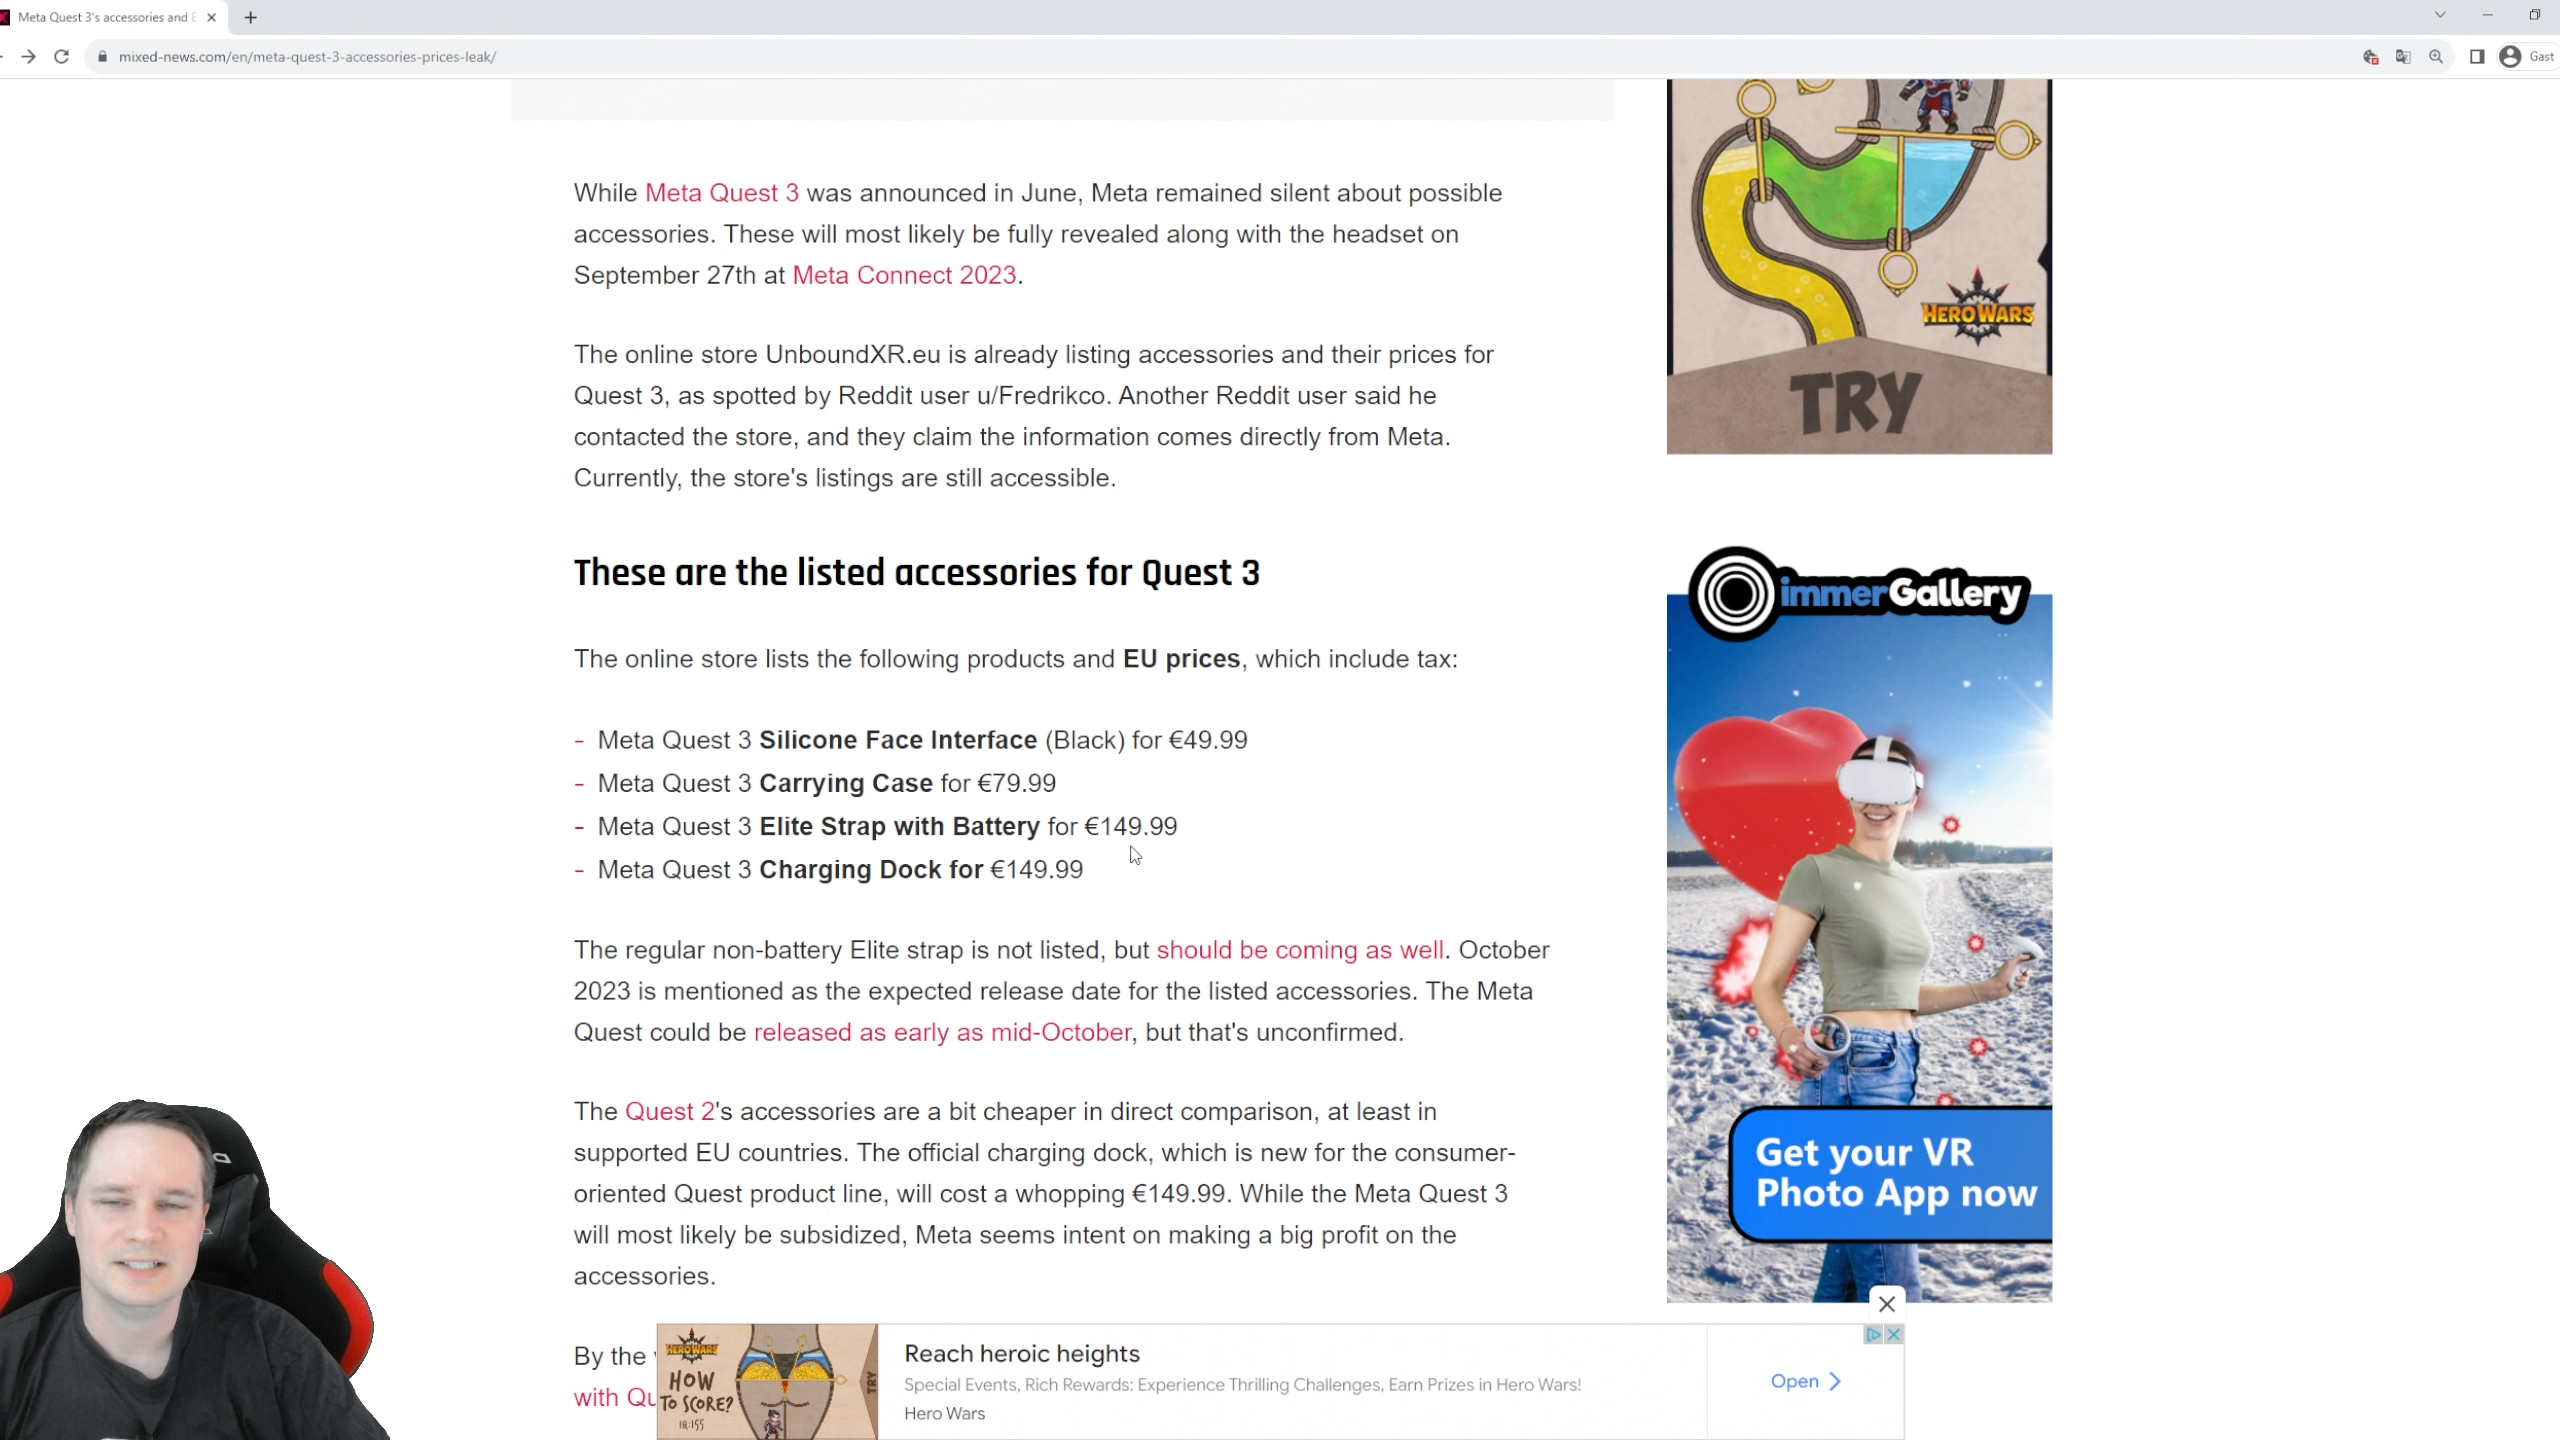 Meta Quest 3's accessories and E
mixed-news.com/en/meta-quest-3-accessories-prices-leak/
Gast
While Meta Quest 3 was announced in June, Meta remained silent about possible
accessories. These will most likely be fully revealed along with the headset on
September 27th at Meta Connect 2023.
The online store UnboundXR.eu is already listing accessories and their prices for
Quest 3, as spotted by Reddit user u/Fredrikco. Another Reddit user said he
contacted the store, and they claim the information comes directly from Meta.
Currently, the store's listings are still accessible.
These are the listed accessories for Quest 3
The online store lists the following products and EU prices, which include tax:
- Meta Quest 3 Silicone Face Interface (Black) for €49.99
- Meta Quest 3 Carrying Case for €79.99
- Meta Quest 3 Elite Strap with Battery for €149.99
- Meta Quest 3 Charging Dock for €149.99
The regular non-battery Elite strap is not listed, but should be coming as well. October
2023 is mentioned as the expected release date for the listed accessories. The Meta
Quest could be released as early as mid-October, but that's unconfirmed.
The Quest 2's accessories are a bit cheaper in direct comparison, at least in
supported EU countries. The official charging dock, which is new for the consumer-
oriented Quest product line, will cost a whopping €149.99. While the Meta Quest 3
will most likely be subsidized, Meta seems intent on making a big profit on the
accessories.
By the
with Qu
HERO WARS
TRY
immerGallery
Get your VR
Photo App now
HERO WARS
HOW
TO SCORE?
IQ:155
TRY
Reach heroic heights
Special Events, Rich Rewards: Experience Thrilling Challenges, Earn Prizes in Hero Wars!
Hero Wars
Open